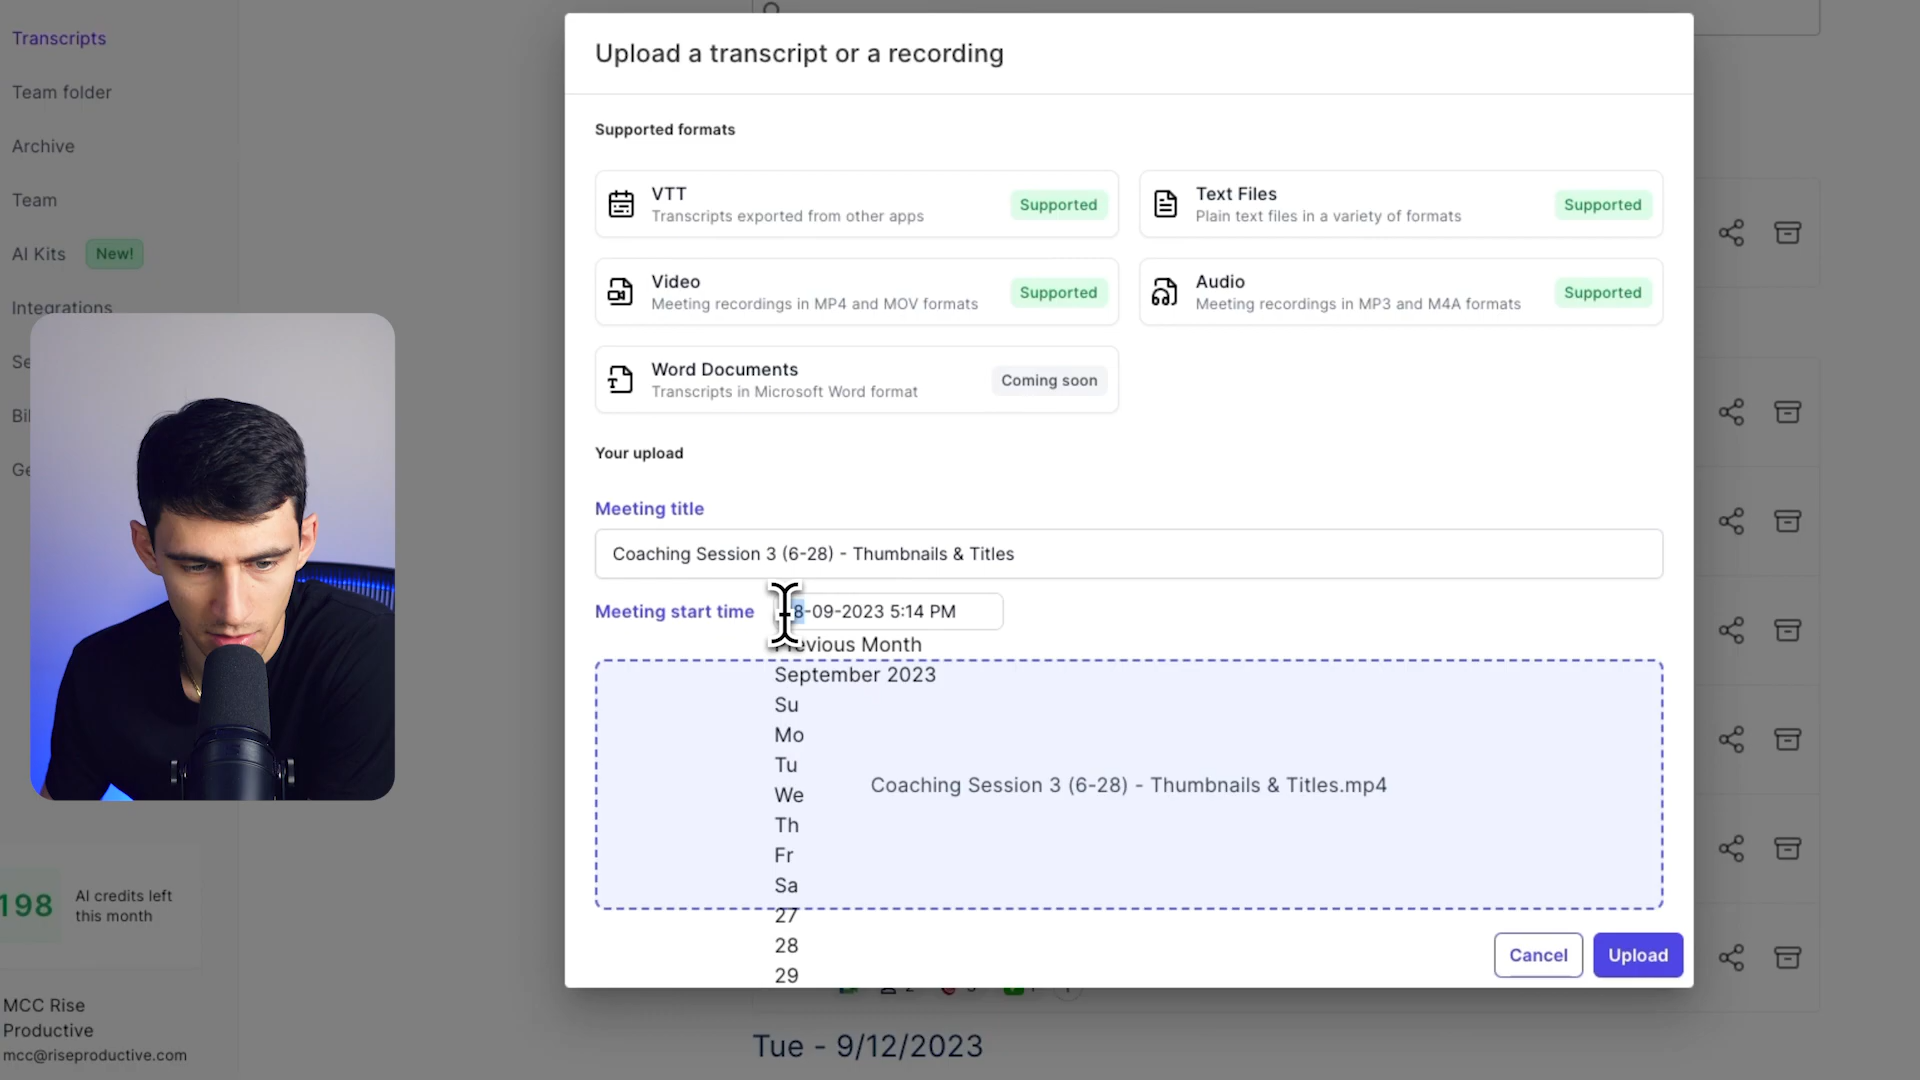 Transcripts
Team folder
Archive
Team
AI Kits New!
Integrations
Se
Bil
Ge
198
AI credits left
this month
MCC Rise
Productive
mcc@riseproductive.com
Upload a transcript or a recording
Supported formats
VTT
Transcripts exported from other apps
Supported
Text Files
Plain text files in a variety of formats
Supported
Video
Meeting recordings in MP4 and MOV formats
Supported
Audio
Meeting recordings in MP3 and M4A formats
Supported
Word Documents
Transcripts in Microsoft Word format
Coming soon
Your upload
Meeting title
Coaching Session 3 (6-28) - Thumbnails & Titles
Meeting start time
8-09-2023 5:14 PM
Previous Month
September 2023
Su
Mo
Tu
We
Th
Fr
Sa
27
28
29
Coaching Session 3 (6-28) - Thumbnails & Titles.mp4
Cancel
Upload
Tue - 9/12/2023